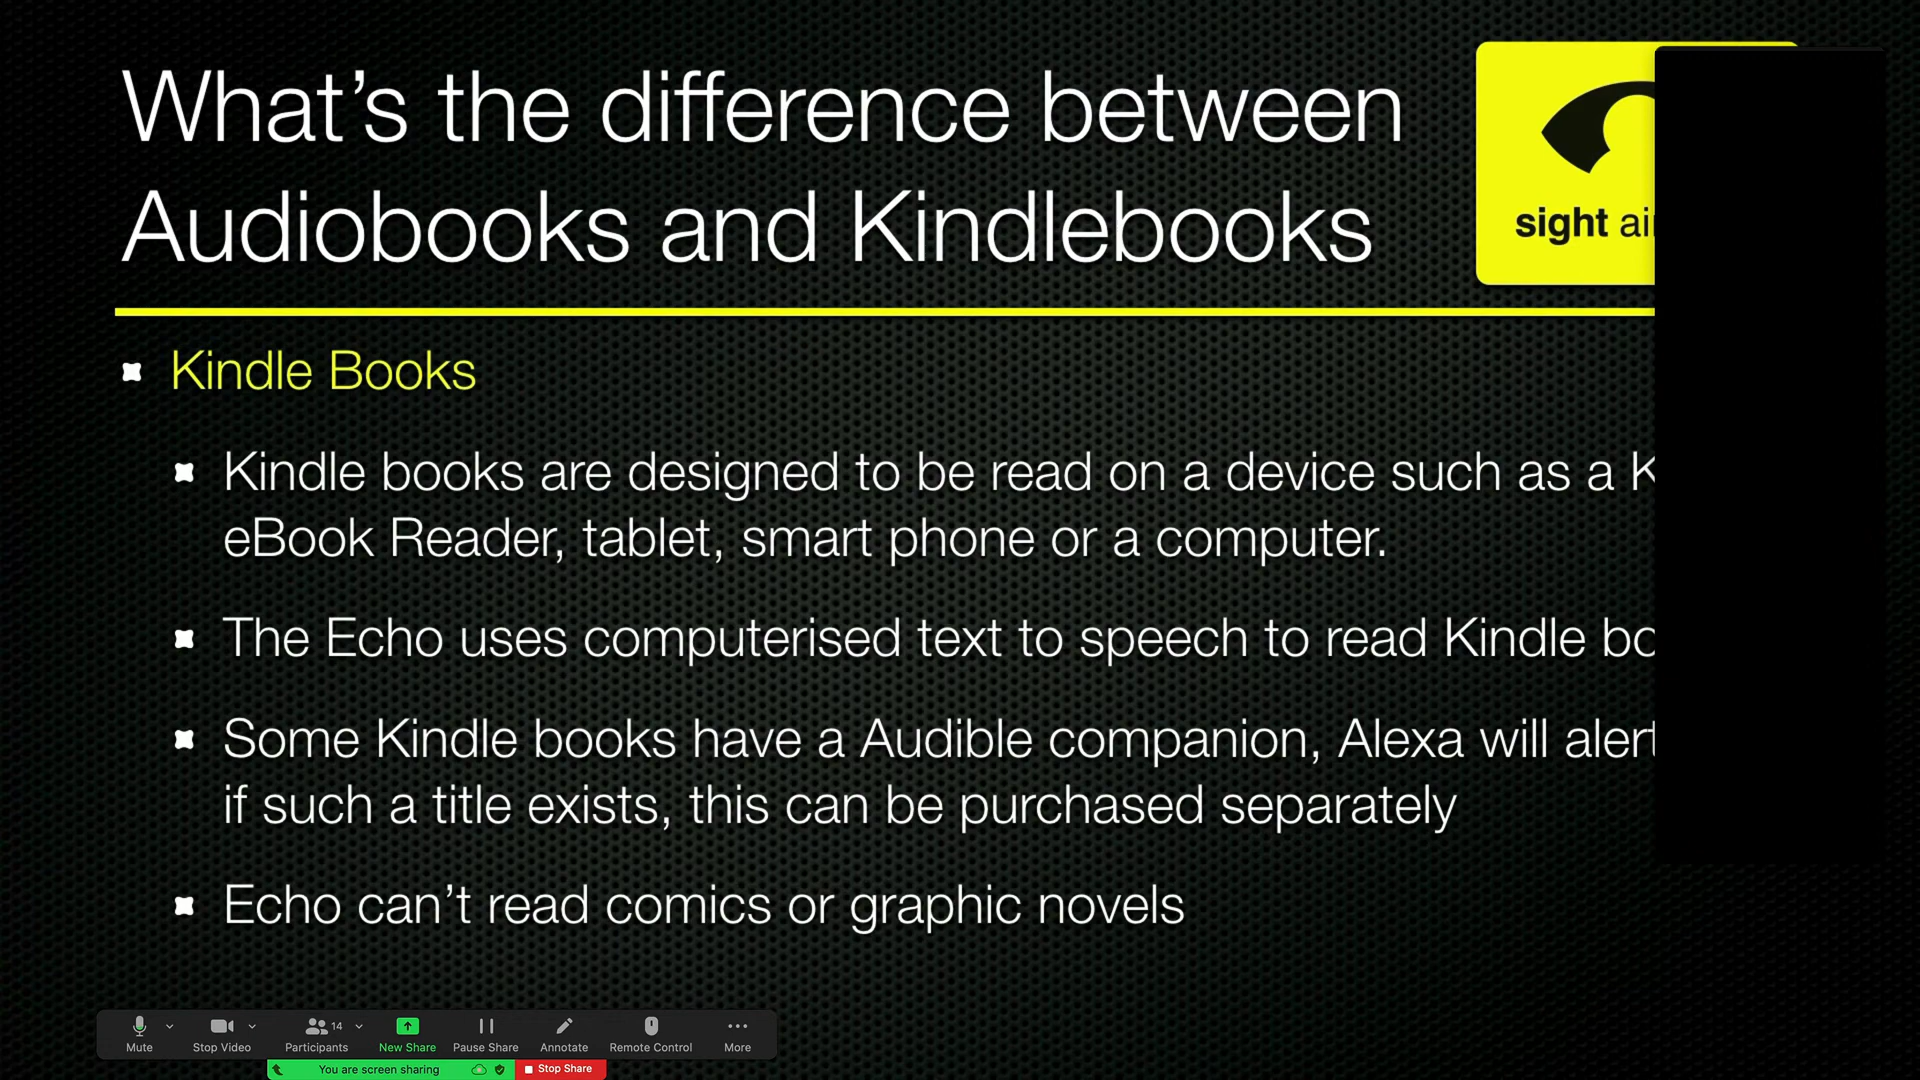 What's the difference between
Audiobooks and Kindlebooks
sight
Kindle Books
Kindle books are designed to be read on a device such as a
eBook Reader, tablet, smart phone or a computer.
The Echo uses computerised text to speech to read Kindle
Some Kindle books have a Audible companion, Alexa will alert
if such a title exists, this can be purchased separately
Echo can't read comics or graphic novels
14
Mute Stop Video Participants New Share Pause Share Annotate Remote Control More
You are screen sharing Stop Share